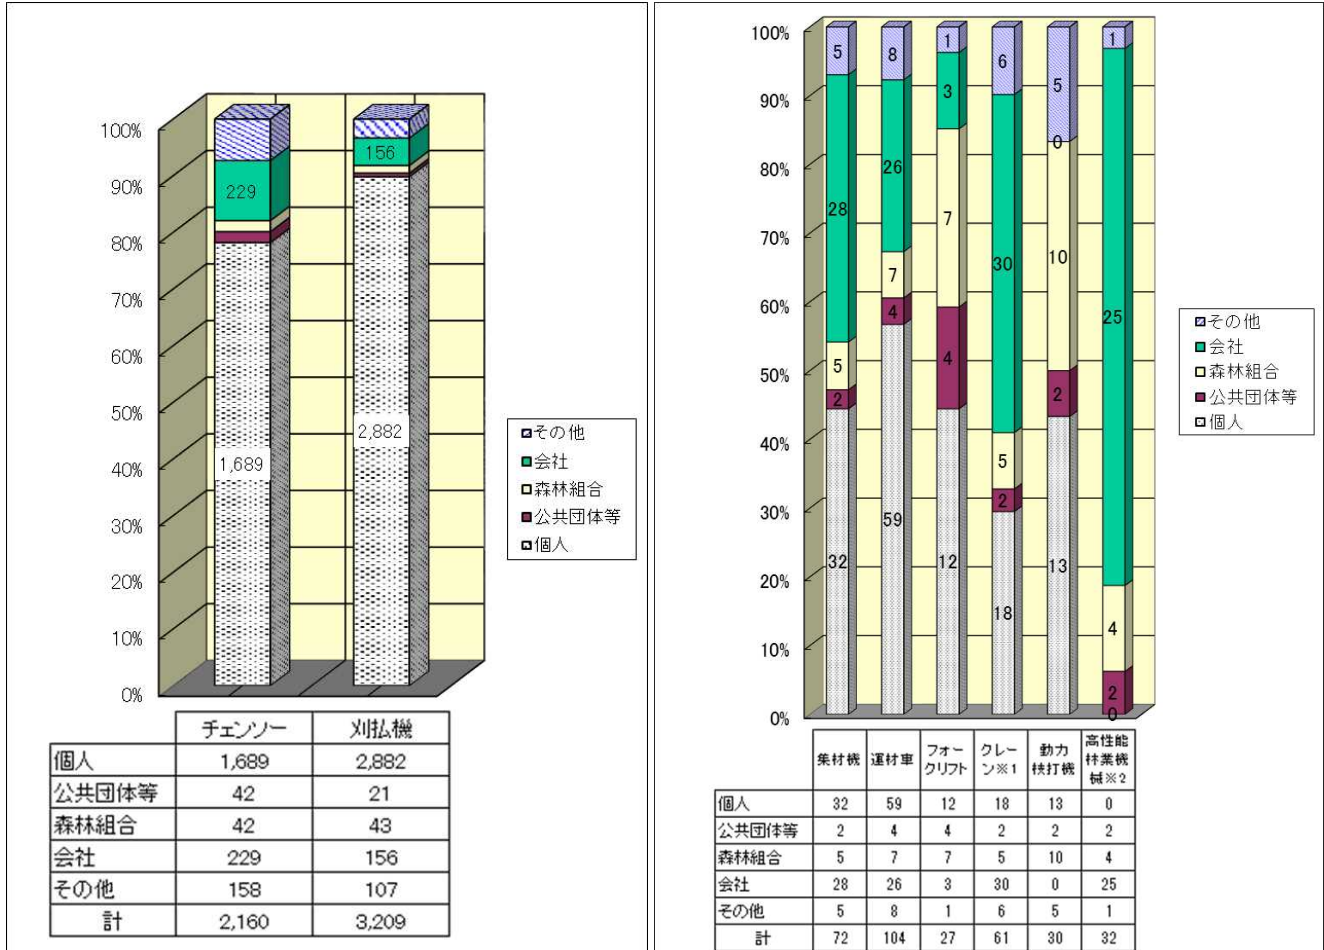 100%
90%
80%
70%
60%
50%
40%
30%
20%
10%
0%
229
156
1,689
2,882
その他
会社
森林組合
公共団体等
個人
チェンソー 刈払機
個人 1,689 2,882
公共団体等 42 21
森林組合 42 43
会社 229 156
その他 158 107
計 2,160 3,209
100%
90%
80%
70%
60%
50%
40%
30%
20%
10%
0%
5
28
5
2
32
8
26
7
4
59
1
3
7
4
12
6
30
5
2
18
5
0
10
2
13
1
25
4
2
0
その他
会社
森林組合
公共団体等
個人
集材機 運材車 フォークリフト クレーン※1 動力枝打機 高性能林業機械※2
個人 32 59 12 18 13 0
公共団体等 2 4 4 2 2 2
森林組合 5 7 7 5 10 4
会社 28 26 3 30 0 25
その他 5 8 1 6 5 1
計 72 104 27 61 30 32